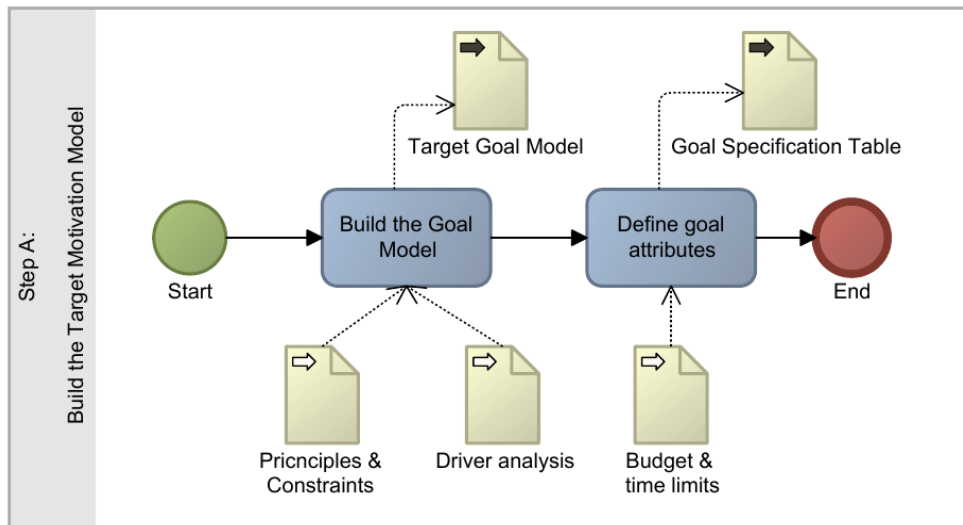 Step A:
Build the Target Motivation Model
Target Goal Model
Goal Specification Table
Start
Build the Goal
Model
Define goal
attributes
End
Pricnciples &
Constraints
Driver analysis
Budget &
time limits